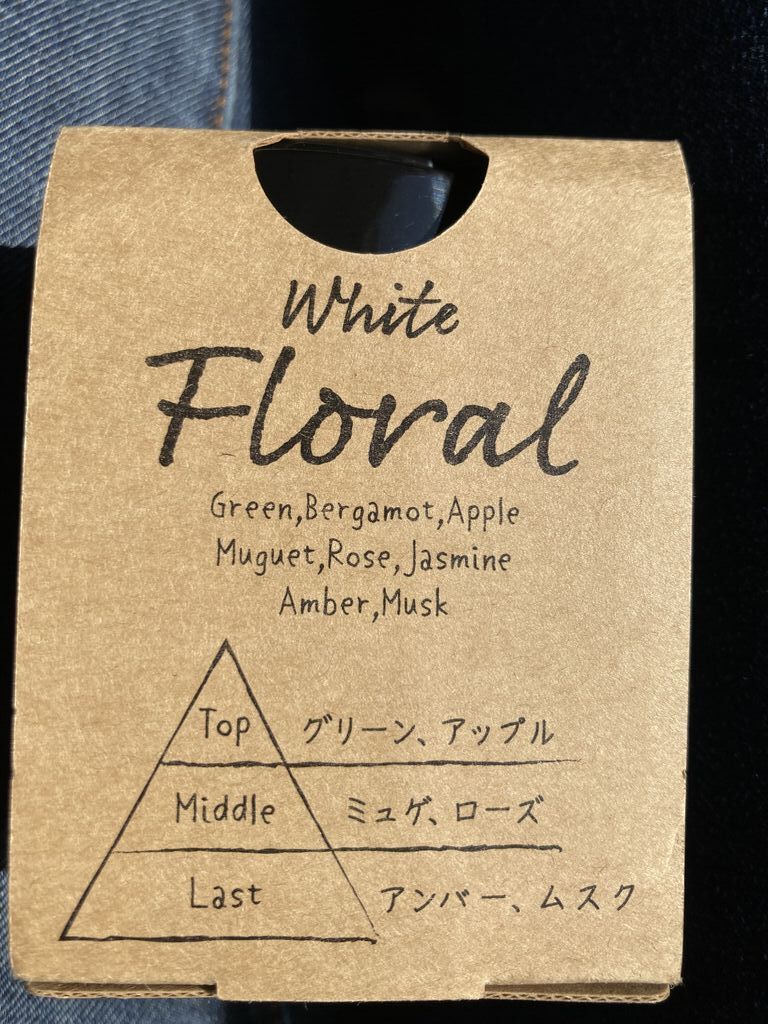 White
Floral
Green,Bergamot,Apple
Muguet,Rose,Jasmine
Amber,Musk
Top グリーン、アップル
Middle ミュゲ、ローズ
Last アンバー、ムスク